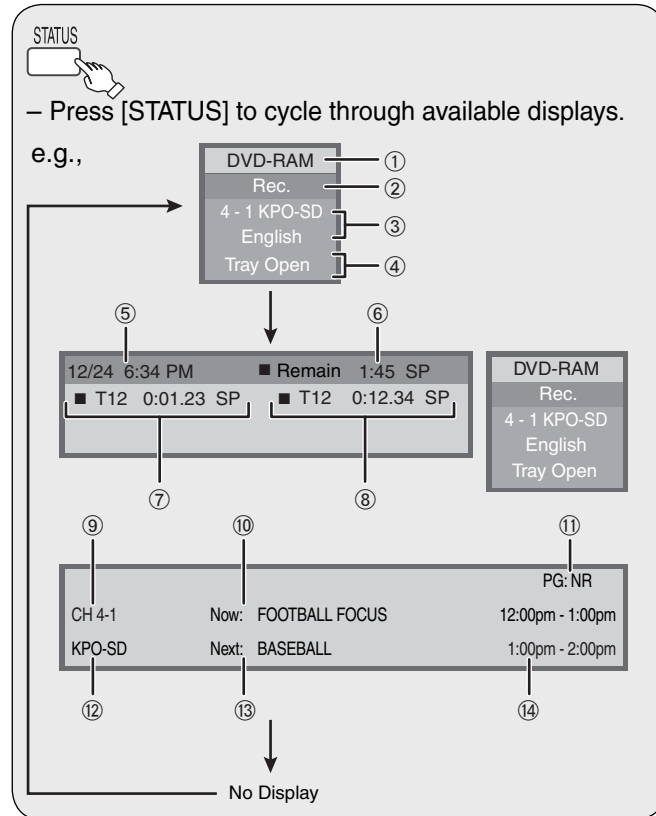 STATUS
– Press [STATUS] to cycle through available displays.
e.g.,
DVD-RAM
①
Rec.
②
4 - 1 KPO-SD
English
③
Tray Open
④
⑤ ⑥
12/24 6:34 PM ■ Remain 1:45 SP
■ T12 0:01.23 SP ■ T12 0:12.34 SP
⑦ ⑧
DVD-RAM
Rec.
4 - 1 KPO-SD
English
Tray Open
⑨ ⑩ ⑪
PG: NR
CH 4-1 Now: FOOTBALL FOCUS 12:00pm - 1:00pm
KPO-SD Next: BASEBALL 1:00pm - 2:00pm
⑫ ⑬ ⑭
No Display